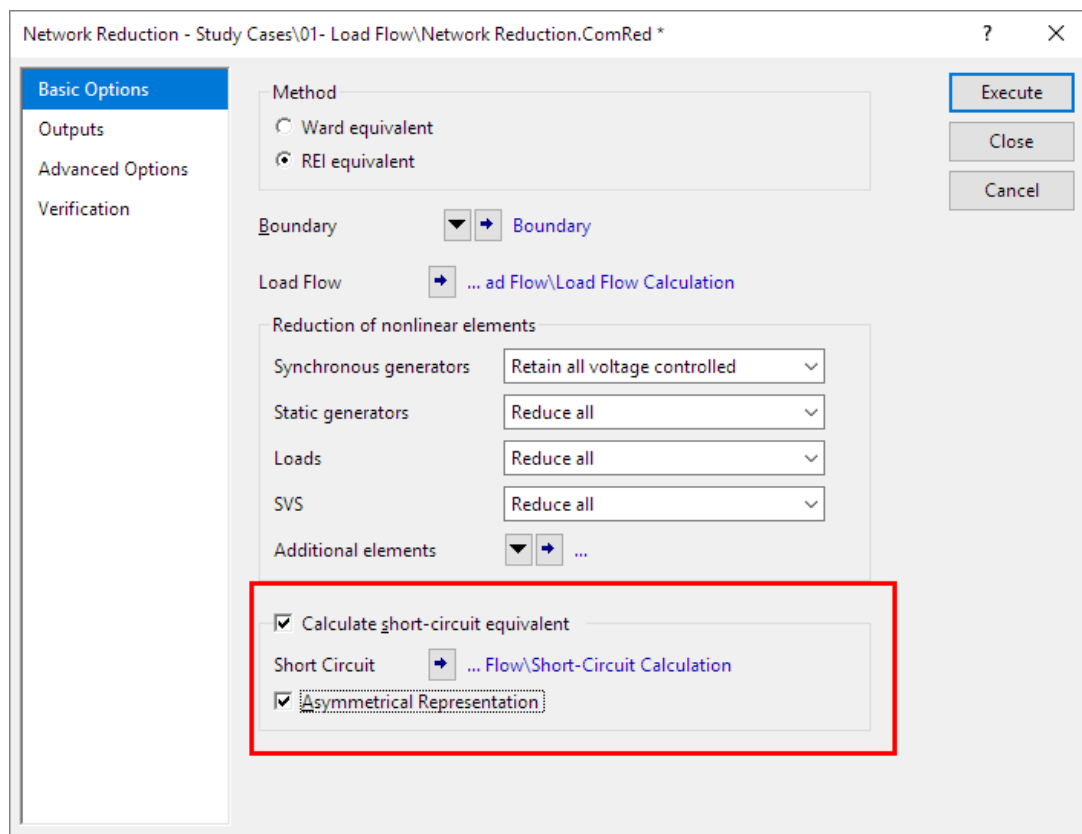 Network Reduction - Study Cases\01- Load Flow\Network Reduction.ComRed *
?
Basic Options
Outputs
Advanced Options
Verification
Method
Ward equivalent
REI equivalent
Boundary Boundary
Load Flow ... ad Flow\Load Flow Calculation
Reduction of nonlinear elements
Synchronous generators Retain all voltage controlled
Static generators Reduce all
Loads Reduce all
SVS Reduce all
Additional elements ...
Calculate short-circuit equivalent
Short Circuit ... Flow\Short-Circuit Calculation
Asymmetrical Representation
Execute
Close
Cancel